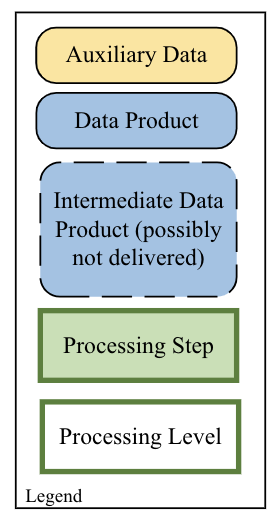 Auxiliary Data
Data Product
Intermediate Data
Product (possibly
not delivered)
Processing Step
Processing Level
Legend